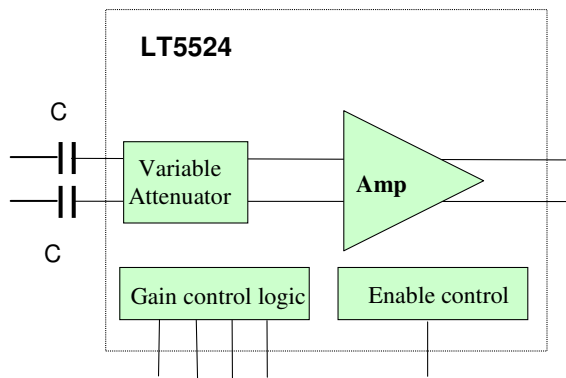 LT5524
C
Variable
Attenuator
Amp
C
Gain control logic
Enable control